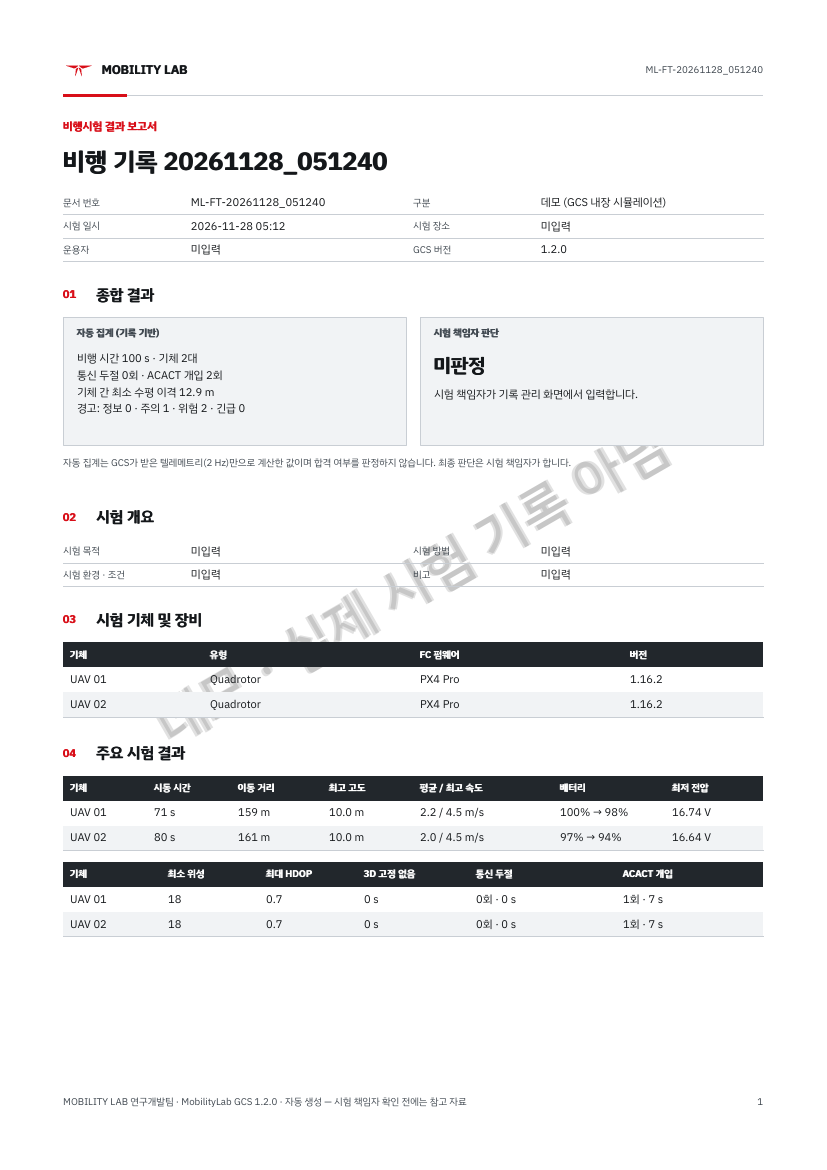 MOBILITY LAB
ML-FT-20261128_051240
비행시험 결과 보고서
비행 기록 20261128_051240
문서 번호 ML-FT-20261128_051240 구분 데모 (GCS 내장 시뮬레이션)
시험 일시 2026-11-28 05:12 시험 장소 미입력
운용자 미입력 GCS 버전 1.2.0
01 종합 결과
자동 집계 (기록 기반)
비행 시간 100 s · 기체 2대
통신 두절 0회 · ACACT 개입 2회
기체 간 최소 수평 이격 12.9 m
경고: 정보 0 · 주의 1 · 위험 2 · 긴급 0
시험 책임자 판단
미판정
시험 책임자가 기록 관리 화면에서 입력합니다.
자동 집계는 GCS가 받은 텔레메트리(2 Hz)만으로 계산한 값이며 합격 여부를 판정하지 않습니다. 최종 판단은 시험 책임자가 합니다.
데모 · 실제 시험 기록 아님
02 시험 개요
시험 목적 미입력 시험 방법 미입력
시험 환경 · 조건 미입력 비고 미입력
03 시험 기체 및 장비
기체 유형 FC 펌웨어 버전
UAV 01 Quadrotor PX4 Pro 1.16.2
UAV 02 Quadrotor PX4 Pro 1.16.2
04 주요 시험 결과
기체 시동 시간 이동 거리 최고 고도 평균 / 최고 속도 배터리 최저 전압
UAV 01 71 s 159 m 10.0 m 2.2 / 4.5 m/s 100% → 98% 16.74 V
UAV 02 80 s 161 m 10.0 m 2.0 / 4.5 m/s 97% → 94% 16.64 V
기체 최소 위성 최대 HDOP 3D 고정 없음 통신 두절 ACACT 개입
UAV 01 18 0.7 0 s 0회 · 0 s 1회 · 7 s
UAV 02 18 0.7 0 s 0회 · 0 s 1회 · 7 s
MOBILITY LAB 연구개발팀 · MobilityLab GCS 1.2.0 · 자동 생성 — 시험 책임자 확인 전에는 참고 자료
1